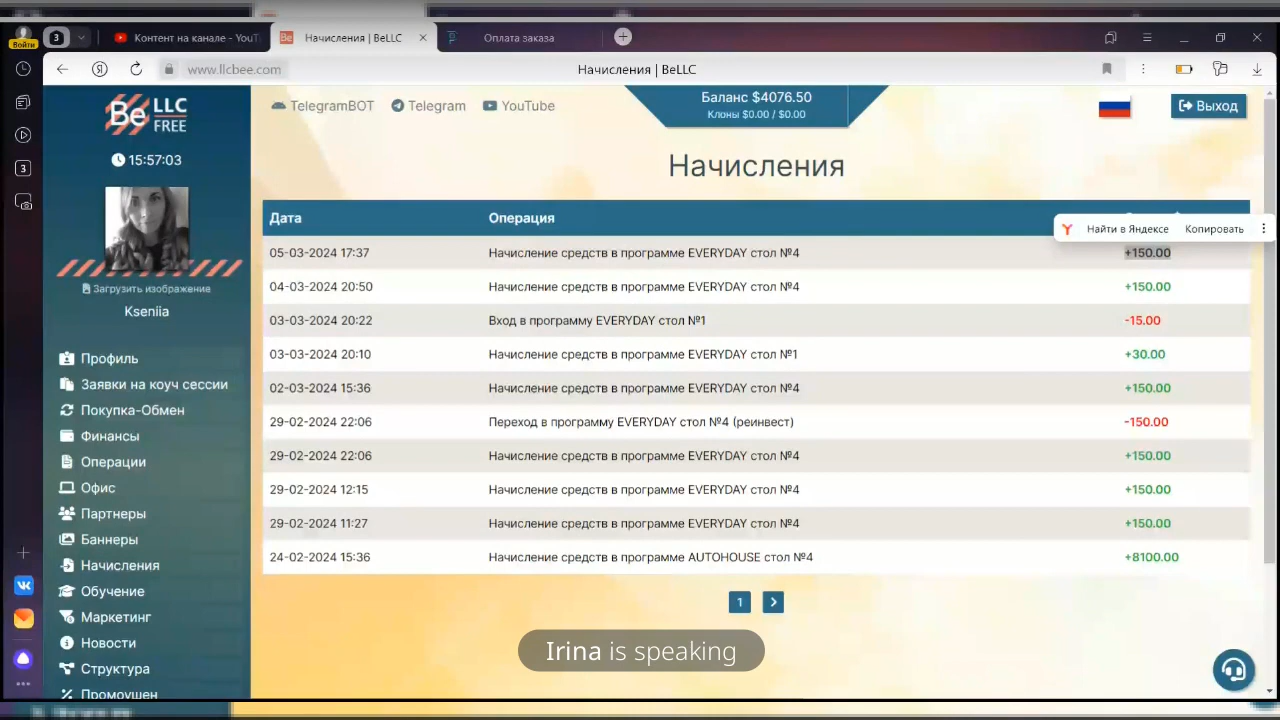 Войти
3
Контент на канале - YouT
Be
Начисления | BeLLC
Оплата заказа
www.llcbee.com
Начисления | BeLLC
Be LLC FREE
TelegramBOT
Telegram
YouTube
Баланс $4076.50
Клоны $0.00 / $0.00
Выход
15:57:03
3
Загрузить изображение
Kseniia
Профиль
Заявки на коуч сессии
Покупка-Обмен
Финансы
Операции
Офис
Партнеры
Баннеры
Начисления
Обучение
Маркетинг
Новости
Структура
Промоушен
Начисления
Дата Операция
Найти в Яндексе Копировать
05-03-2024 17:37 Начисление средств в программе EVERYDAY стол №4 +150.00
04-03-2024 20:50 Начисление средств в программе EVERYDAY стол №4 +150.00
03-03-2024 20:22 Вход в программу EVERYDAY стол №1 -15.00
03-03-2024 20:10 Начисление средств в программе EVERYDAY стол №1 +30.00
02-03-2024 15:36 Начисление средств в программе EVERYDAY стол №4 +150.00
29-02-2024 22:06 Переход в программу EVERYDAY стол №4 (реинвест) -150.00
29-02-2024 22:06 Начисление средств в программе EVERYDAY стол №4 +150.00
29-02-2024 12:15 Начисление средств в программе EVERYDAY стол №4 +150.00
29-02-2024 11:27 Начисление средств в программе EVERYDAY стол №4 +150.00
24-02-2024 15:36 Начисление средств в программе AUTOHOUSE стол №4 +8100.00
1
Irina is speaking